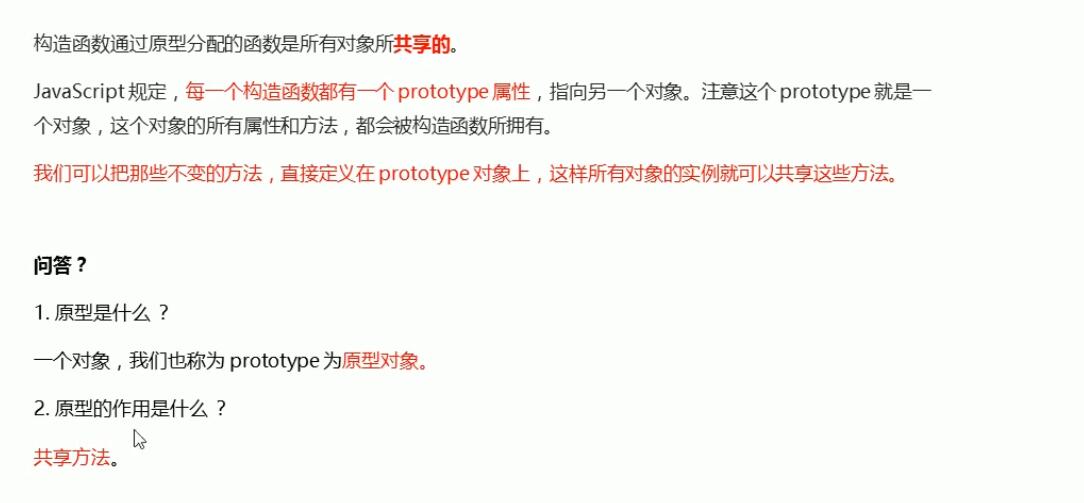 构造函数通过原型分配的函数是所有对象所共享的。
JavaScript 规定，每一个构造函数都有一个 prototype 属性，指向另一个对象。注意这个 prototype 就是一
个对象，这个对象的所有属性和方法，都会被构造函数所拥有。
我们可以把那些不变的方法，直接定义在 prototype 对象上，这样所有对象的实例就可以共享这些方法。
问答？
1. 原型是什么 ？
一个对象，我们也称为 prototype 为原型对象。
2. 原型的作用是什么 ？
共享方法。